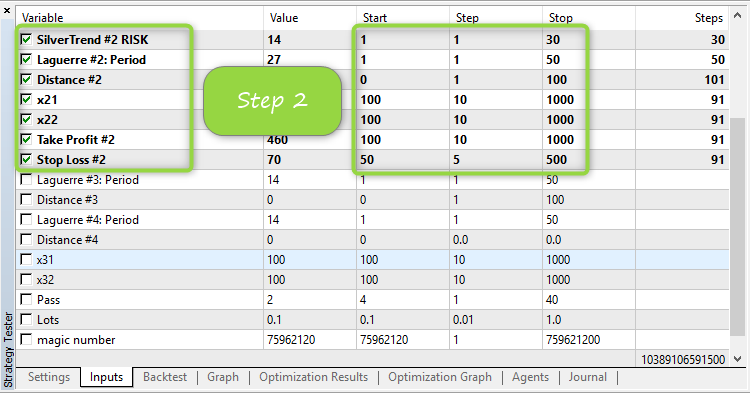 Variable Value Start Step Stop Steps
SilverTrend #2 RISK 14 1 1 30 30
Laguerre #2: Period 27 1 1 50 50
Distance #2 0 1 100 101
x21 100 10 1000 91
x22 100 10 1000 91
Take Profit #2 460 100 10 1000 91
Stop Loss #2 70 50 5 500 91
Step 2
Laguerre #3: Period 14 1 1 50
Distance #3 0 0 1 100
Laguerre #4: Period 14 1 1 50
Distance #4 0 0 0.0 0.0
x31 100 100 10 1000
x32 100 100 10 1000
Pass 2 4 1 40
Lots 0.1 0.1 0.01 1.0
magic number 75962120 75962120 1 759621200
10389106591500
Strategy Tester
Settings Inputs Backtest Graph Optimization Results Optimization Graph Agents Journal